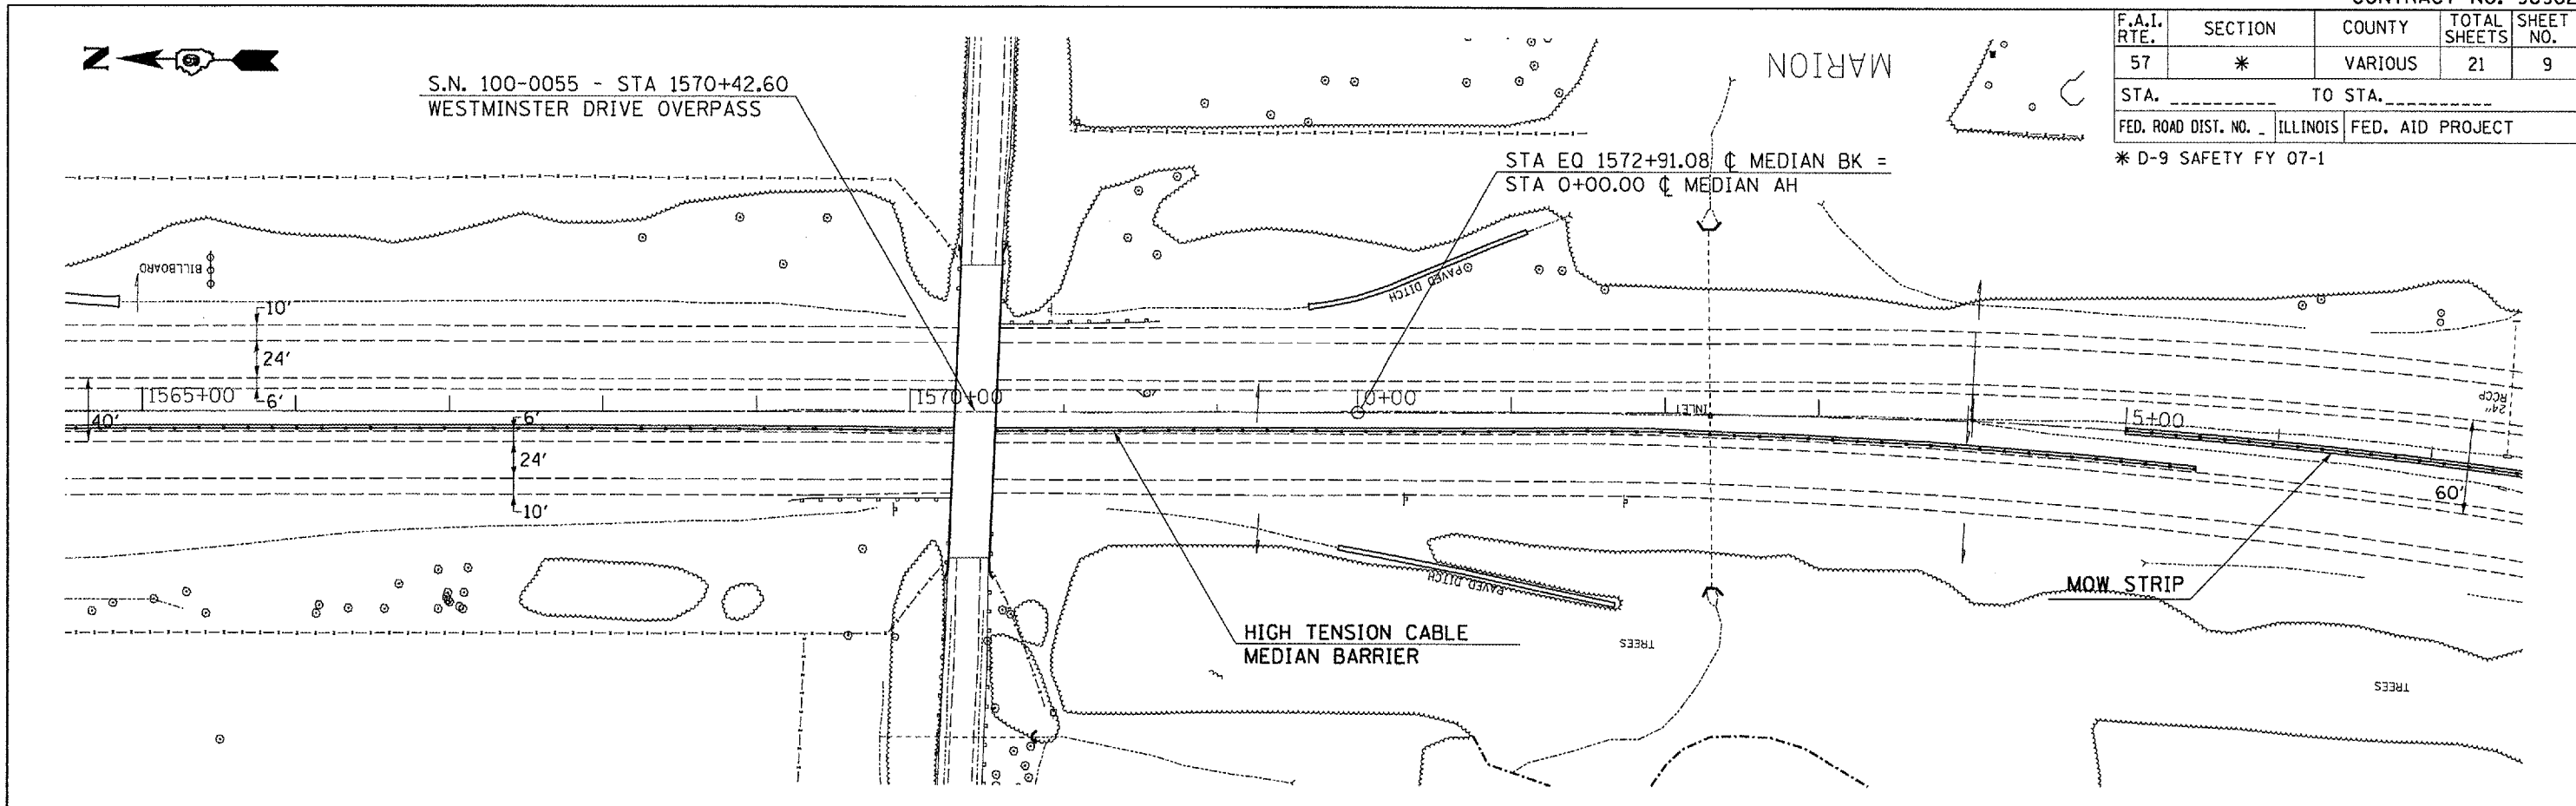 F.A.I. RTE. SECTION COUNTY TOTAL SHEETS SHEET NO.
57 * VARIOUS 21 9
STA. __________ TO STA. __________
FED. ROAD DIST. NO. _ ILLINOIS FED. AID PROJECT
* D-9 SAFETY FY 07-1
N
S.N. 100-0055 - STA 1570+42.60
WESTMINSTER DRIVE OVERPASS
MARION
STA EQ 1572+91.08 ℄ MEDIAN BK =
STA 0+00.00 ℄ MEDIAN AH
BILLBOARD
PAVED DITCH
10'
24'
6'
40'
1565+00
1570+00
0+00
INLET
5+00
24" RCCP
6'
24'
10'
60'
PAVED DITCH
MOW STRIP
HIGH TENSION CABLE
MEDIAN BARRIER
TREES
TREES